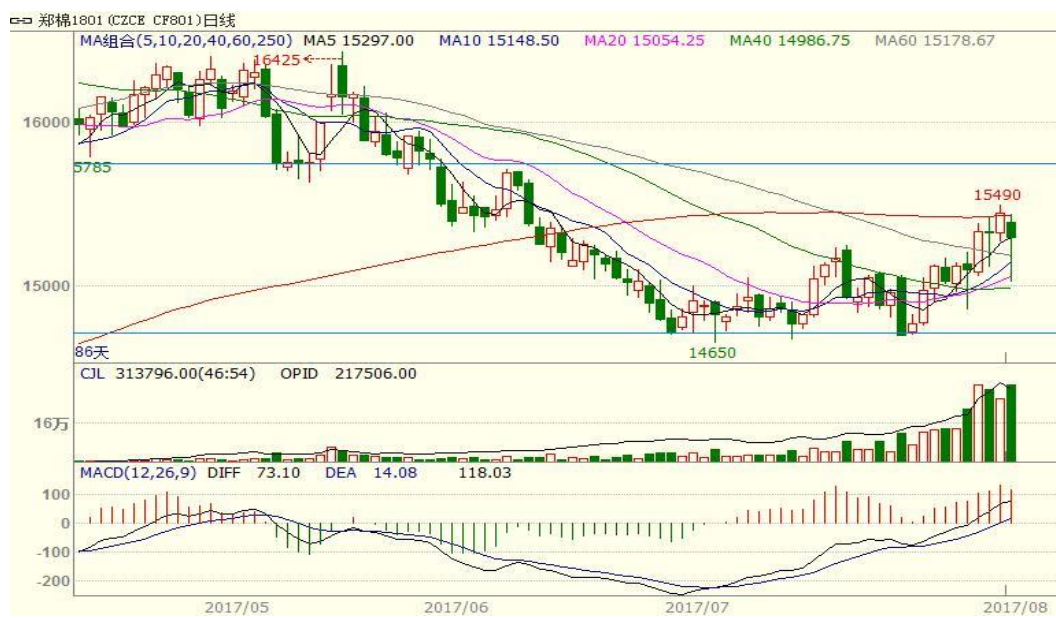 郑棉1801(CZCE CF801)日线
MA组合(5,10,20,40,60,250) MA5 15297.00 MA10 15148.50 MA20 15054.25 MA40 14986.75 MA60 15178.67
16425
16000
5785
15490
15000
14650
86天
CJL 313796.00(46:54) OPID 217506.00
16万
MACD(12,26,9) DIFF 73.10 DEA 14.08 118.03
100
0
-100
-200
2017/05 2017/06 2017/07 2017/08